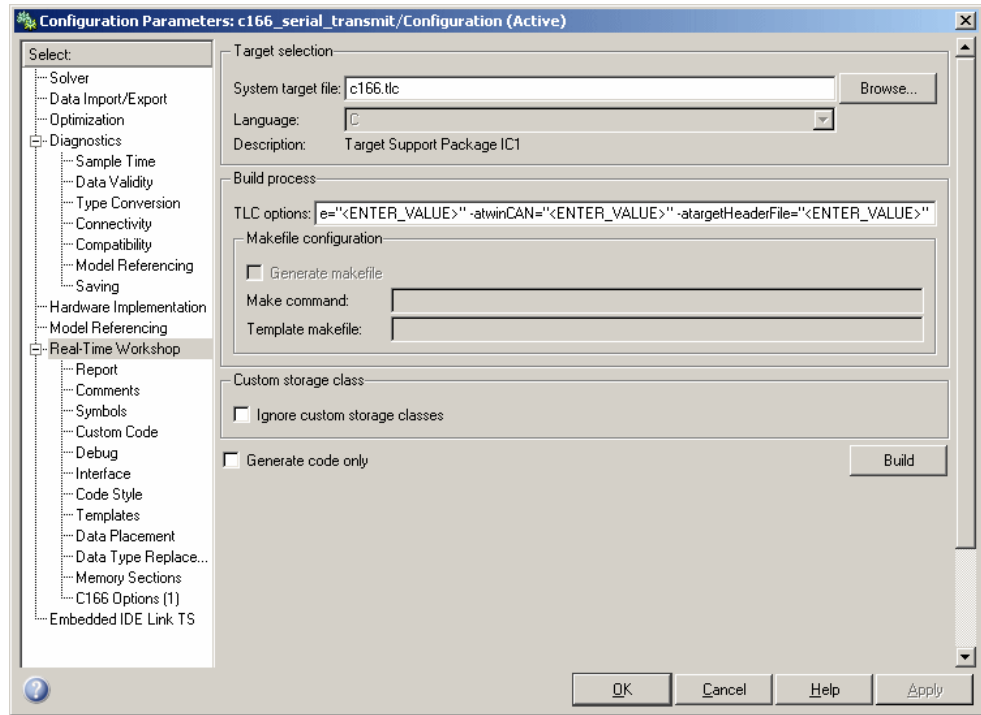 Configuration Parameters: c166_serial_transmit/Configuration (Active)
Select:
Solver
Data Import/Export
Optimization
Diagnostics
Sample Time
Data Validity
Type Conversion
Connectivity
Compatibility
Model Referencing
Saving
Hardware Implementation
Model Referencing
Real-Time Workshop
Report
Comments
Symbols
Custom Code
Debug
Interface
Code Style
Templates
Data Placement
Data Type Replace...
Memory Sections
C166 Options (1)
Embedded IDE Link TS
Target selection
System target file: c166.tlc Browse...
Language: C
Description: Target Support Package IC1
Build process
TLC options: e="<ENTER_VALUE>" -atwinCAN="<ENTER_VALUE>" -atargetHeaderFile="<ENTER_VALUE>"
Makefile configuration
Generate makefile
Make command:
Template makefile:
Custom storage class
Ignore custom storage classes
Generate code only Build
OK Cancel Help Apply